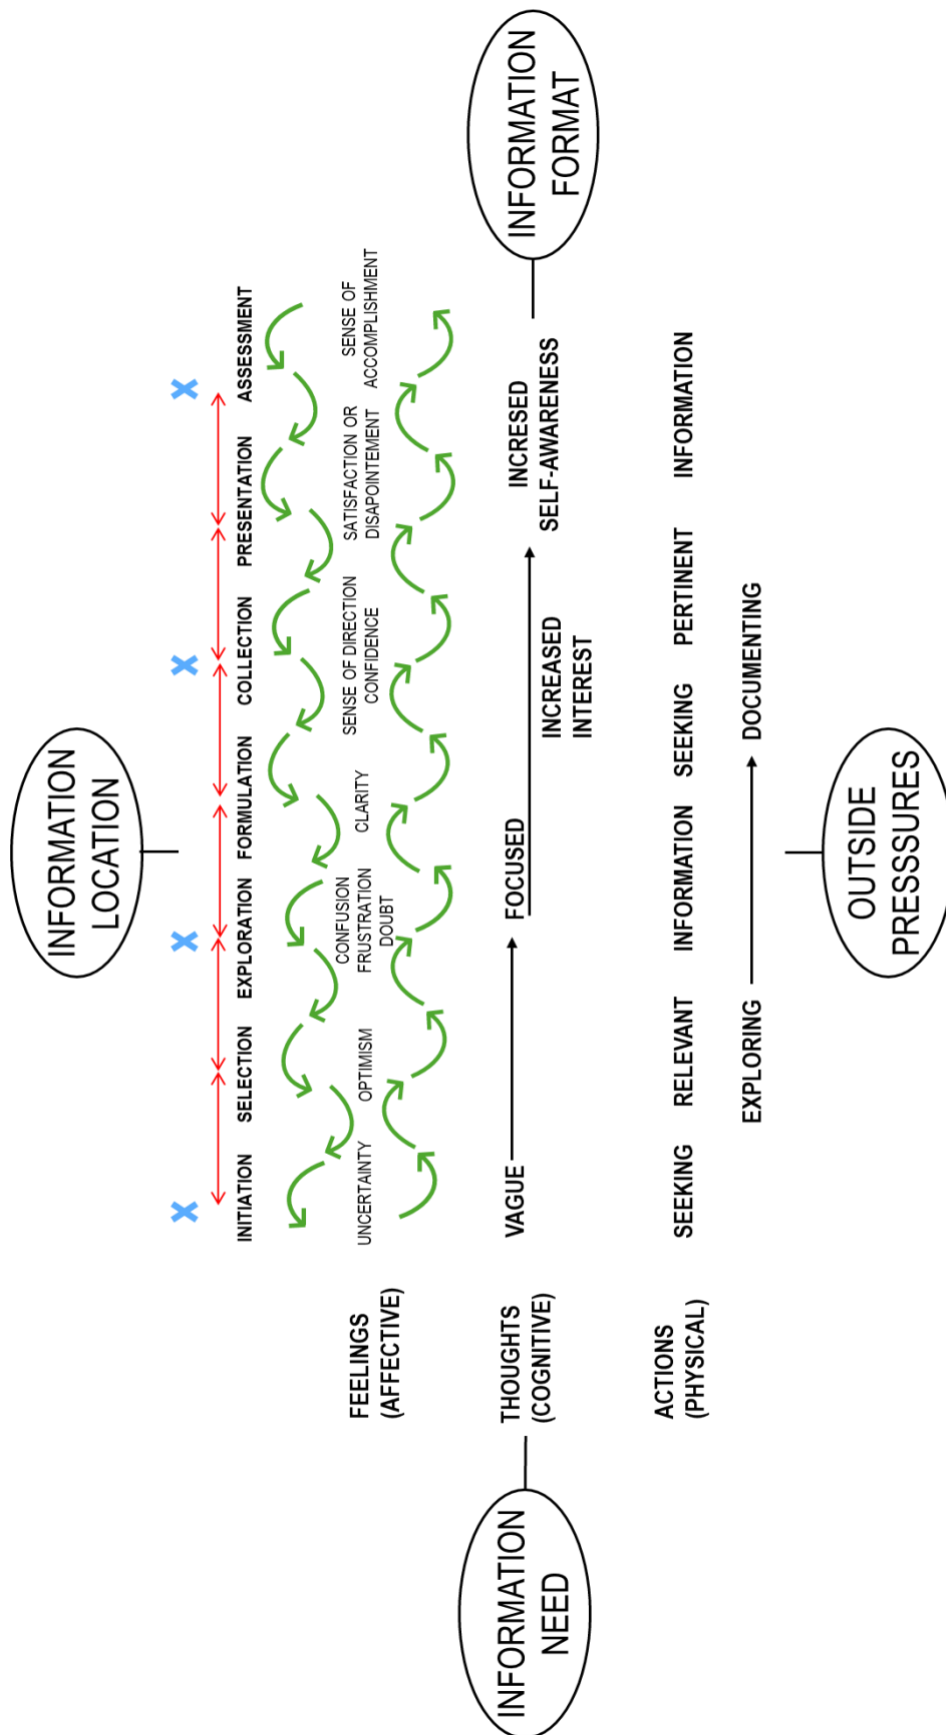 INFORMATION
LOCATION
X X X X
INITIATION SELECTION EXPLORATION FORMULATION COLLECTION PRESENTATION ASSESSMENT
FEELINGS
(AFFECTIVE)
UNCERTAINTY
OPTIMISM
CONFUSION
FRUSTRATION
DOUBT
CLARITY
SENSE OF DIRECTION
CONFIDENCE
SATISFACTION OR
DISAPOINTEMENT
SENSE OF
ACCOMPLISHMENT
INFORMATION
NEED
THOUGHTS
(COGNITIVE)
VAGUE
FOCUSED
INCREASED
INTEREST
INCRESED
SELF-AWARENESS
INFORMATION
FORMAT
ACTIONS
(PHYSICAL)
SEEKING RELEVANT INFORMATION SEEKING PERTINENT INFORMATION
EXPLORING DOCUMENTING
OUTSIDE
PRESSSURES